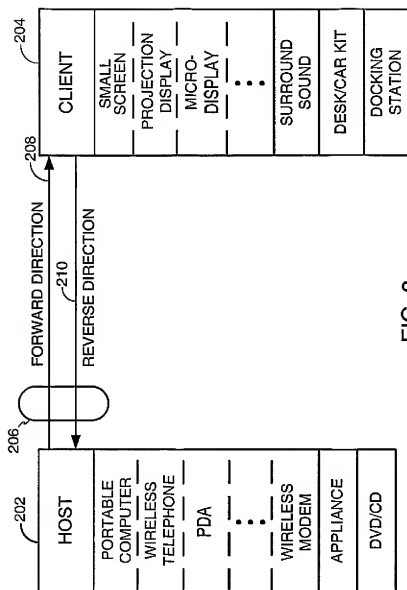 202
HOST
PORTABLE
COMPUTER
WIRELESS
TELEPHONE
PDA
WIRELESS
MODEM
APPLIANCE
DVD/CD
206
FORWARD DIRECTION
208
210
REVERSE DIRECTION
204
CLIENT
SMALL
SCREEN
PROJECTION
DISPLAY
MICRO-
DISPLAY
SURROUND
SOUND
DESK/CAR KIT
DOCKING
STATION